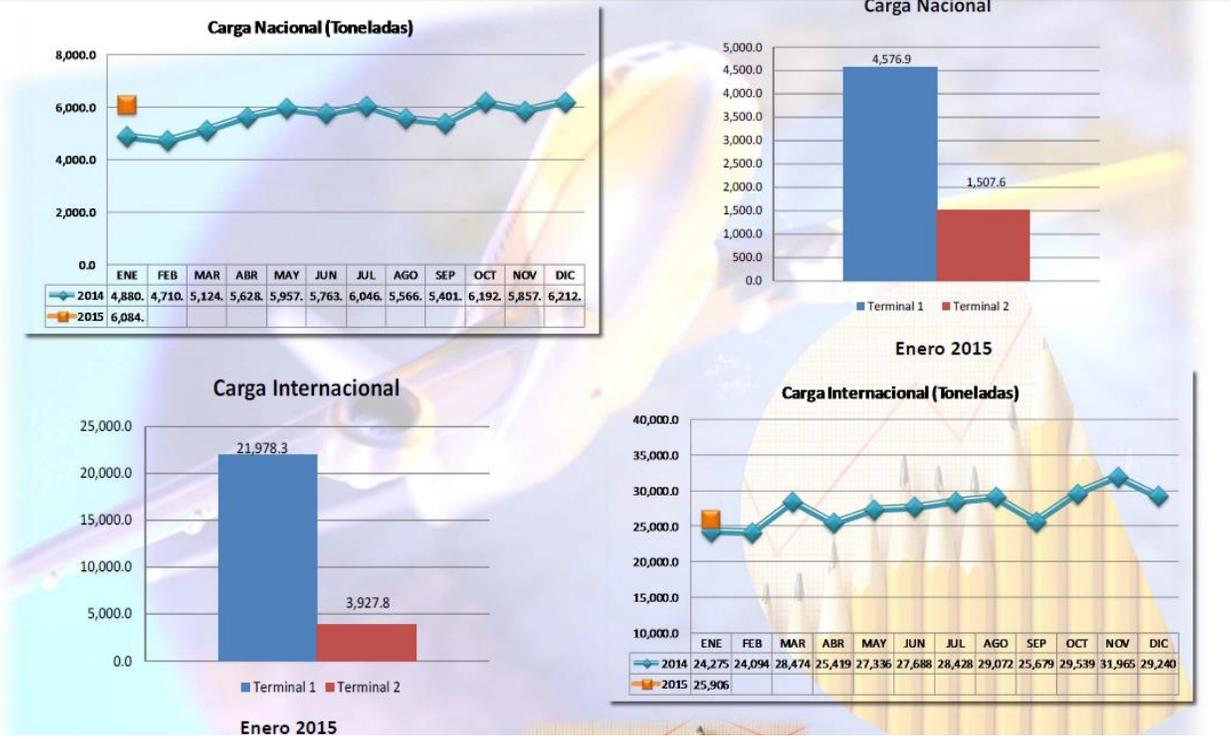 Carga Nacional (Toneladas)
8,000.0
6,000.0
4,000.0
2,000.0
0.0
ENE FEB MAR ABR MAY JUN JUL AGO SEP OCT NOV DIC
2014 4,880. 4,710. 5,124. 5,628. 5,957. 5,763. 6,046. 5,566. 5,401. 6,192. 5,857. 6,212.
2015 6,084.
Carga Nacional
5,000.0
4,500.0
4,000.0
3,500.0
3,000.0
2,500.0
2,000.0
1,500.0
1,000.0
500.0
0.0
4,576.9
1,507.6
Terminal 1 Terminal 2
Enero 2015
Carga Internacional
25,000.0
20,000.0
15,000.0
10,000.0
5,000.0
0.0
21,978.3
3,927.8
Terminal 1 Terminal 2
Enero 2015
Carga Internacional (Toneladas)
40,000.0
35,000.0
30,000.0
25,000.0
20,000.0
15,000.0
10,000.0
ENE FEB MAR ABR MAY JUN JUL AGO SEP OCT NOV DIC
2014 24,275 24,094 28,474 25,419 27,336 27,688 28,428 29,072 25,679 29,539 31,965 29,240
2015 25,906